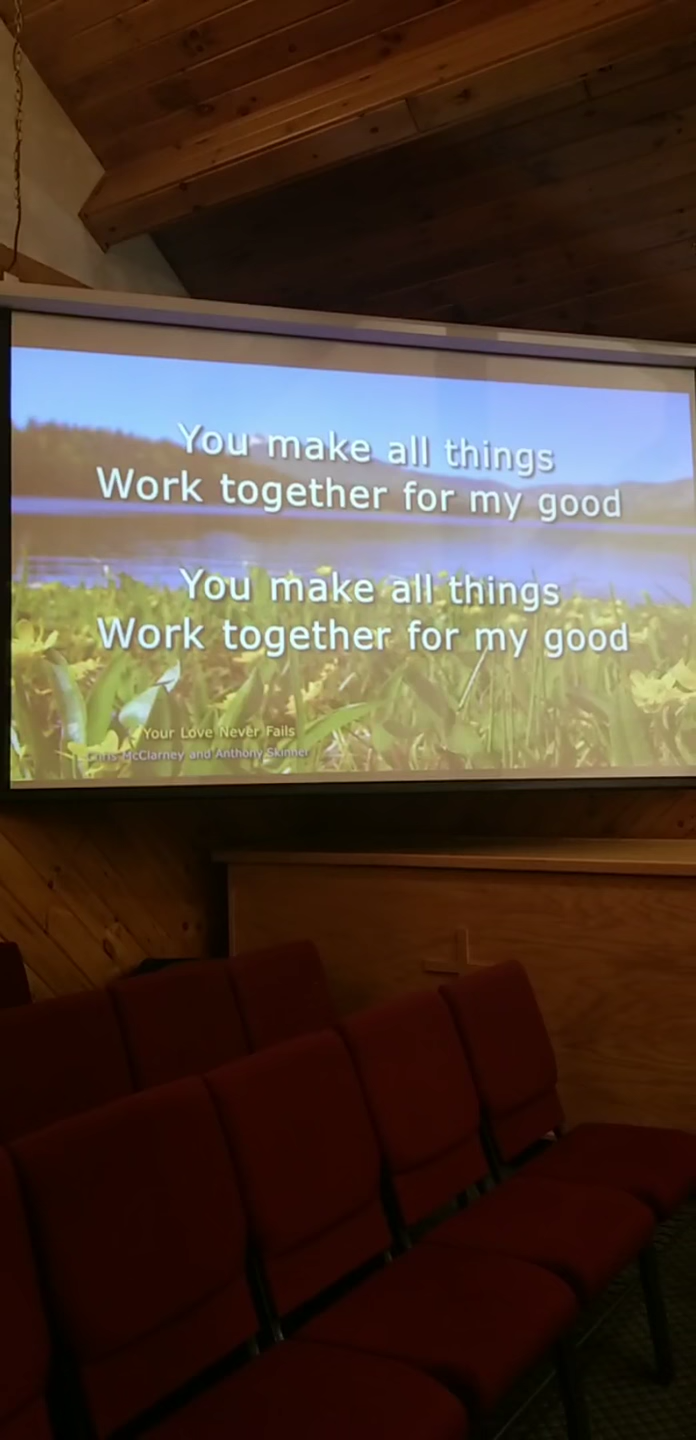 You make all things
Work together for my good
You make all things
Work together for my good
Your Love Never Fails
Chris McClarney and Anthony Skinner